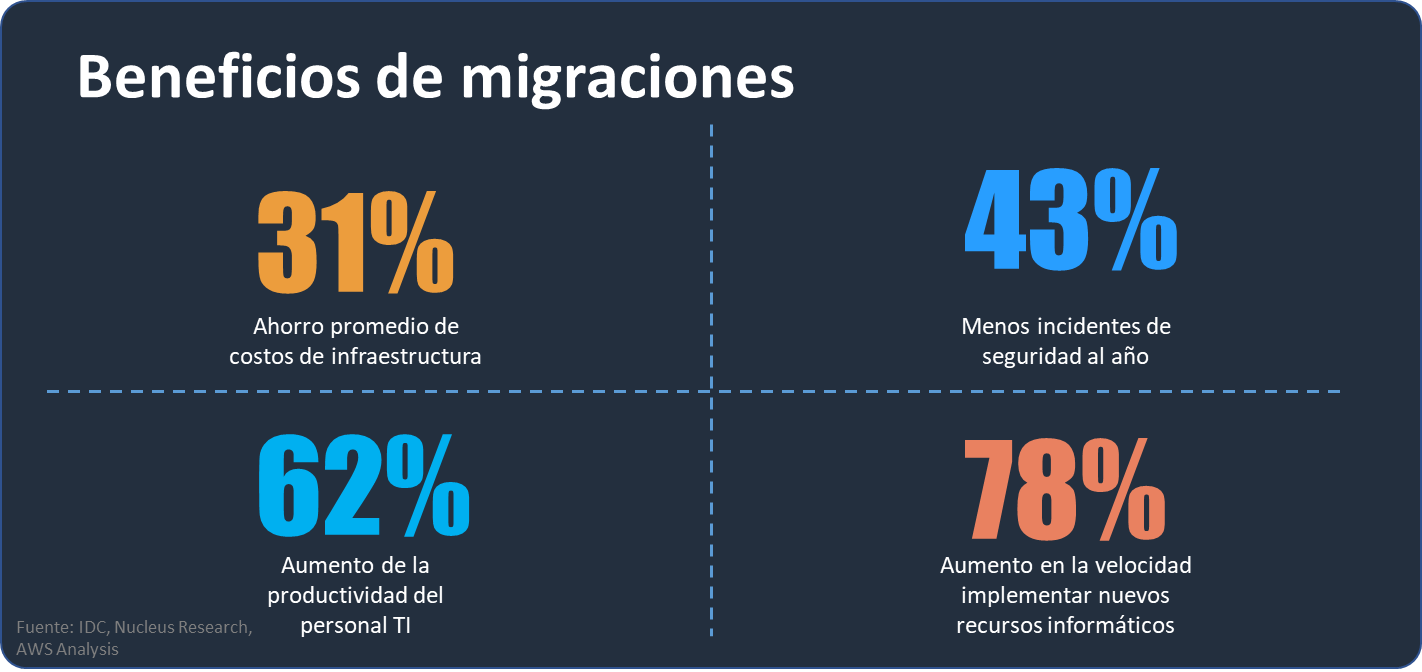 Beneficios de migraciones
31%
Ahorro promedio de
costos de infraestructura
43%
Menos incidentes de
seguridad al año
62%
Aumento de la
productividad del
personal TI
78%
Aumento en la velocidad
implementar nuevos
recursos informáticos
Fuente: IDC, Nucleus Research,
AWS Analysis